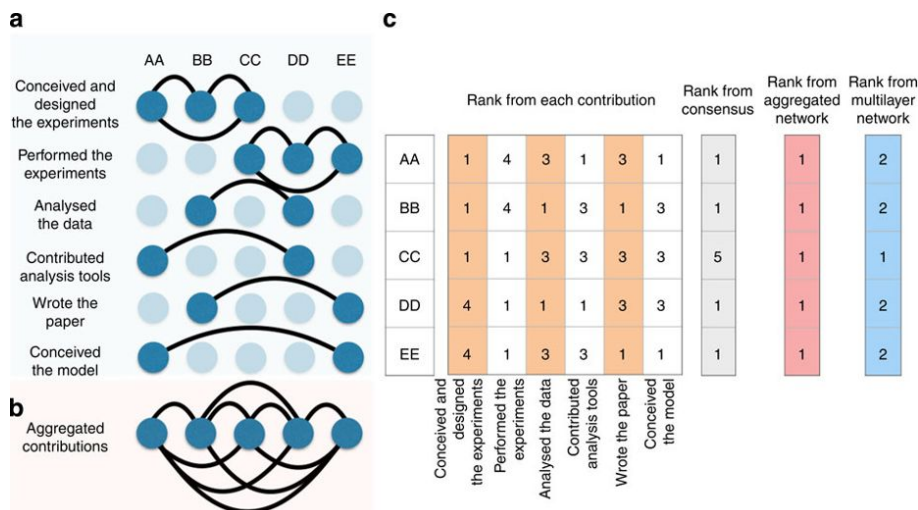 a
AA BB CC DD EE
Conceived and
designed
the experiments
Performed the
experiments
Analysed
the data
Contributed
analysis tools
Wrote the
paper
Conceived
the model
b
Aggregated
contributions
c
Rank from each contribution
Rank from
consensus
Rank from
aggregated
network
Rank from
multilayer
network
AA 1 4 3 1 3 1 1 1 2
BB 1 4 1 3 1 3 1 1 2
CC 1 1 3 3 3 3 5 1 1
DD 4 1 1 1 3 3 1 1 2
EE 4 1 3 3 1 1 1 1 2
Conceived and
designed
the experiments
Performed the
experiments
Analysed the data
Contributed
analysis tools
Wrote the paper
Conceived
the model